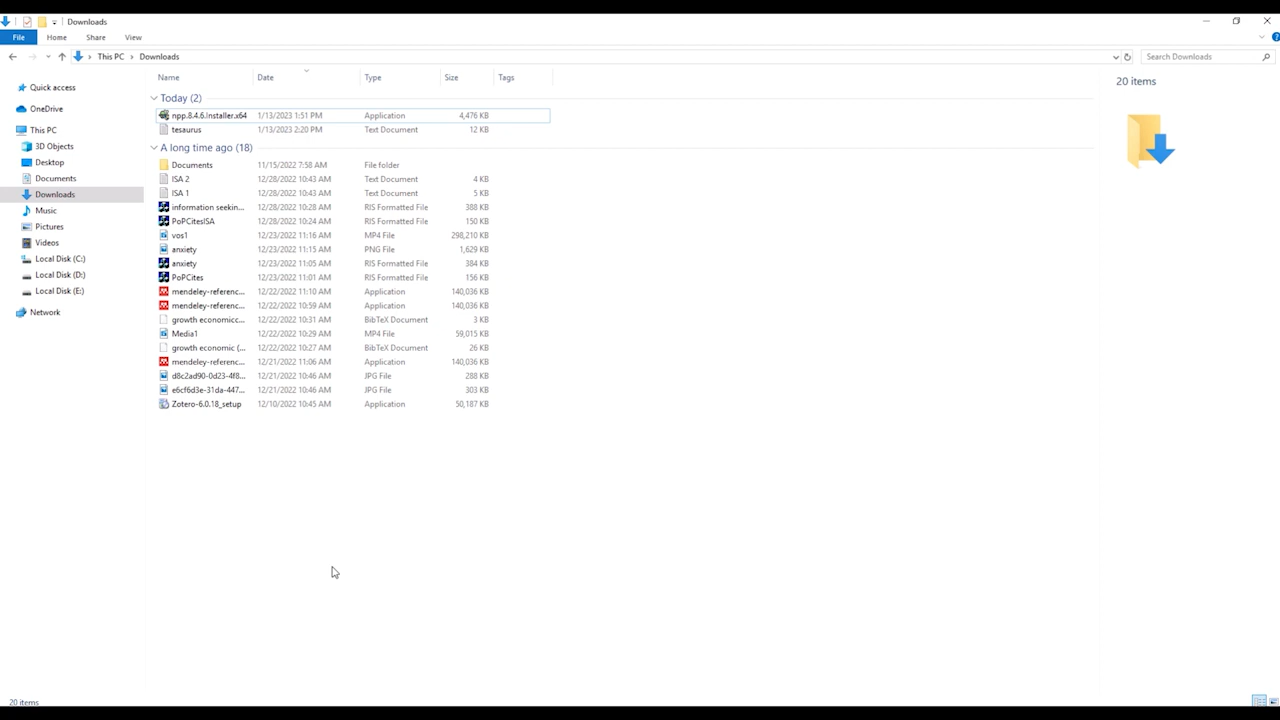 Downloads
File Home Share View
This PC Downloads Search Downloads
Name Date Type Size Tags
20 items
Quick access
OneDrive
This PC
3D Objects
Desktop
Documents
Downloads
Music
Pictures
Videos
Local Disk (C:)
Local Disk (D:)
Local Disk (E:)
Network
Today (2)
npp.8.4.6.Installer.x64 1/13/2023 1:51 PM Application 4,476 KB
tesaurus 1/13/2023 2:20 PM Text Document 12 KB
A long time ago (18)
Documents 11/15/2022 7:58 AM File folder
ISA 2 12/28/2022 10:43 AM Text Document 4 KB
ISA 1 12/28/2022 10:43 AM Text Document 5 KB
information seekin... 12/28/2022 10:28 AM RIS Formatted File 388 KB
PoPCitesISA 12/28/2022 10:24 AM RIS Formatted File 150 KB
vos1 12/23/2022 11:16 AM MP4 File 298,210 KB
anxiety 12/23/2022 11:15 AM PNG File 1,629 KB
anxiety 12/23/2022 11:05 AM RIS Formatted File 384 KB
PoPCites 12/23/2022 11:01 AM RIS Formatted File 156 KB
mendeley-referenc... 12/22/2022 11:10 AM Application 140,036 KB
mendeley-referenc... 12/22/2022 10:59 AM Application 140,036 KB
growth economicc... 12/22/2022 10:31 AM BibTeX Document 3 KB
Media1 12/22/2022 10:29 AM MP4 File 59,015 KB
growth economic (... 12/22/2022 10:27 AM BibTeX Document 26 KB
mendeley-referenc... 12/21/2022 11:06 AM Application 140,036 KB
d8c2ad90-0d23-4f8... 12/21/2022 10:46 AM JPG File 288 KB
e6cf6d3e-31da-447... 12/21/2022 10:46 AM JPG File 303 KB
Zotero-6.0.18_setup 12/10/2022 10:45 AM Application 50,187 KB
20 items